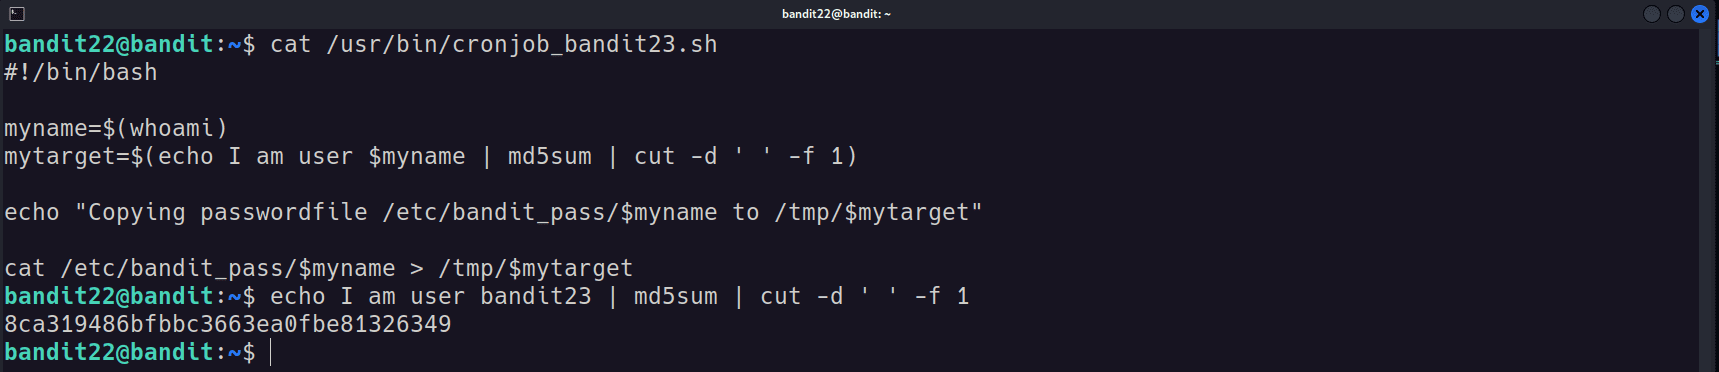 bandit22@bandit: ~
bandit22@bandit:~$ cat /usr/bin/cronjob_bandit23.sh
#!/bin/bash
myname=$(whoami)
mytarget=$(echo I am user $myname | md5sum | cut -d ' ' -f 1)
echo "Copying passwordfile /etc/bandit_pass/$myname to /tmp/$mytarget"
cat /etc/bandit_pass/$myname > /tmp/$mytarget
bandit22@bandit:~$ echo I am user bandit23 | md5sum | cut -d ' ' -f 1
8ca319486bfbbc3663ea0fbe81326349
bandit22@bandit:~$